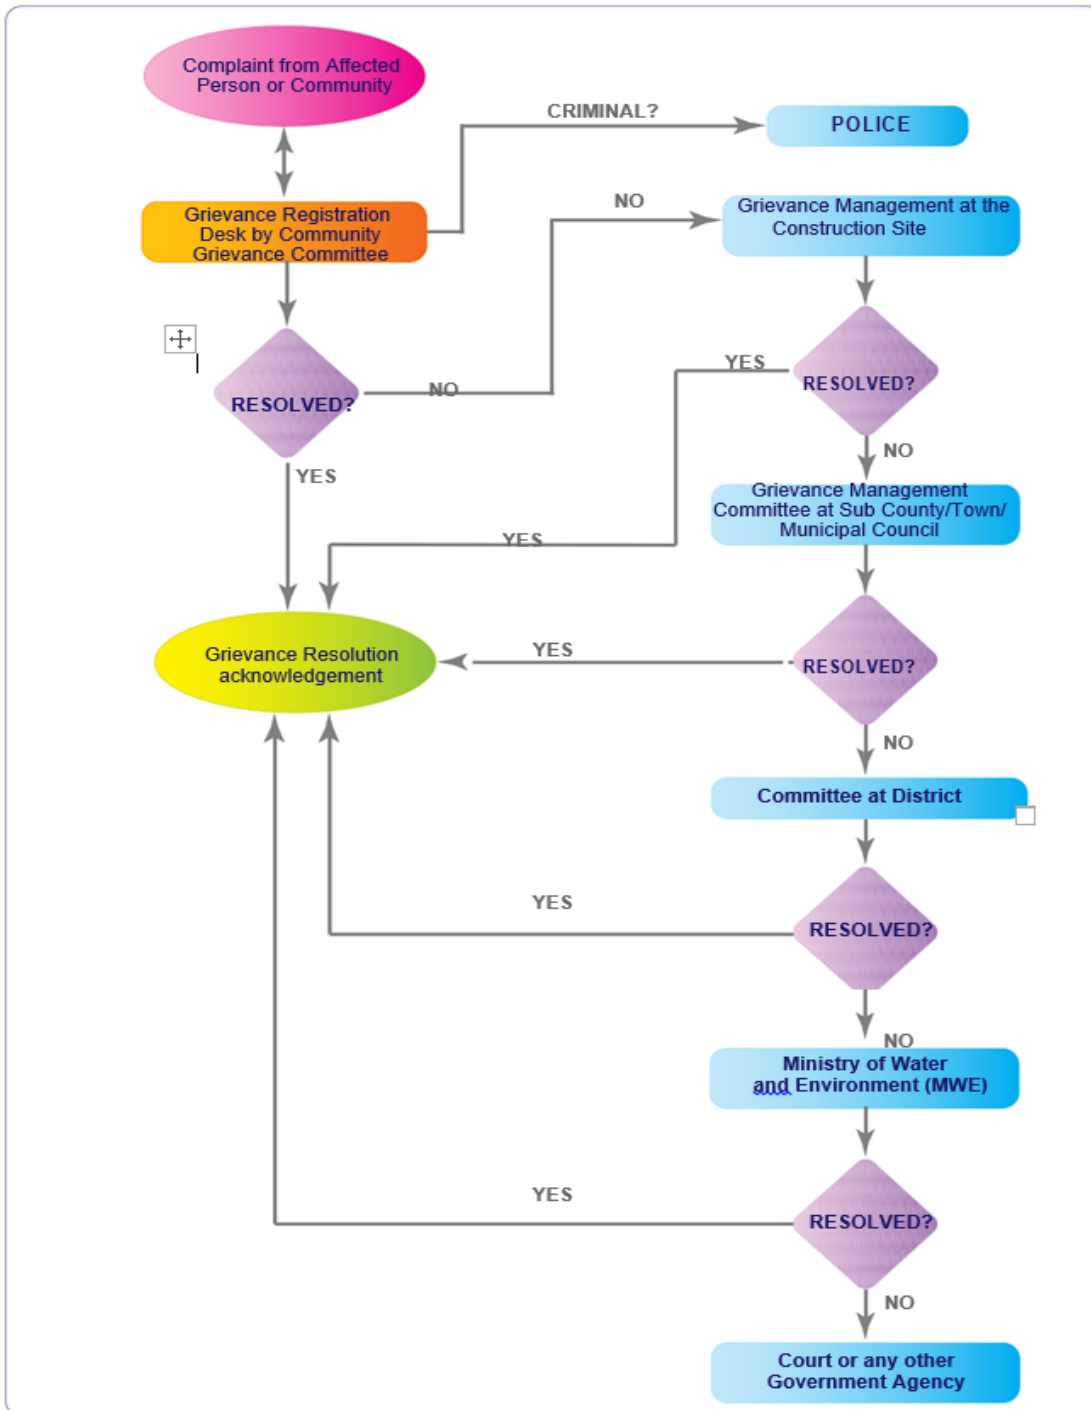 Complaint from Affected
Person or Community
CRIMINAL?
POLICE
Grievance Registration
Desk by Community
Grievance Committee
NO
Grievance Management at the
Construction Site
RESOLVED?
NO
YES
RESOLVED?
YES
NO
Grievance Management
Committee at Sub County/Town/
Municipal Council
YES
Grievance Resolution
acknowledgement
YES
RESOLVED?
NO
Committee at District
YES
RESOLVED?
NO
Ministry of Water
and Environment (MWE)
YES
RESOLVED?
NO
Court or any other
Government Agency